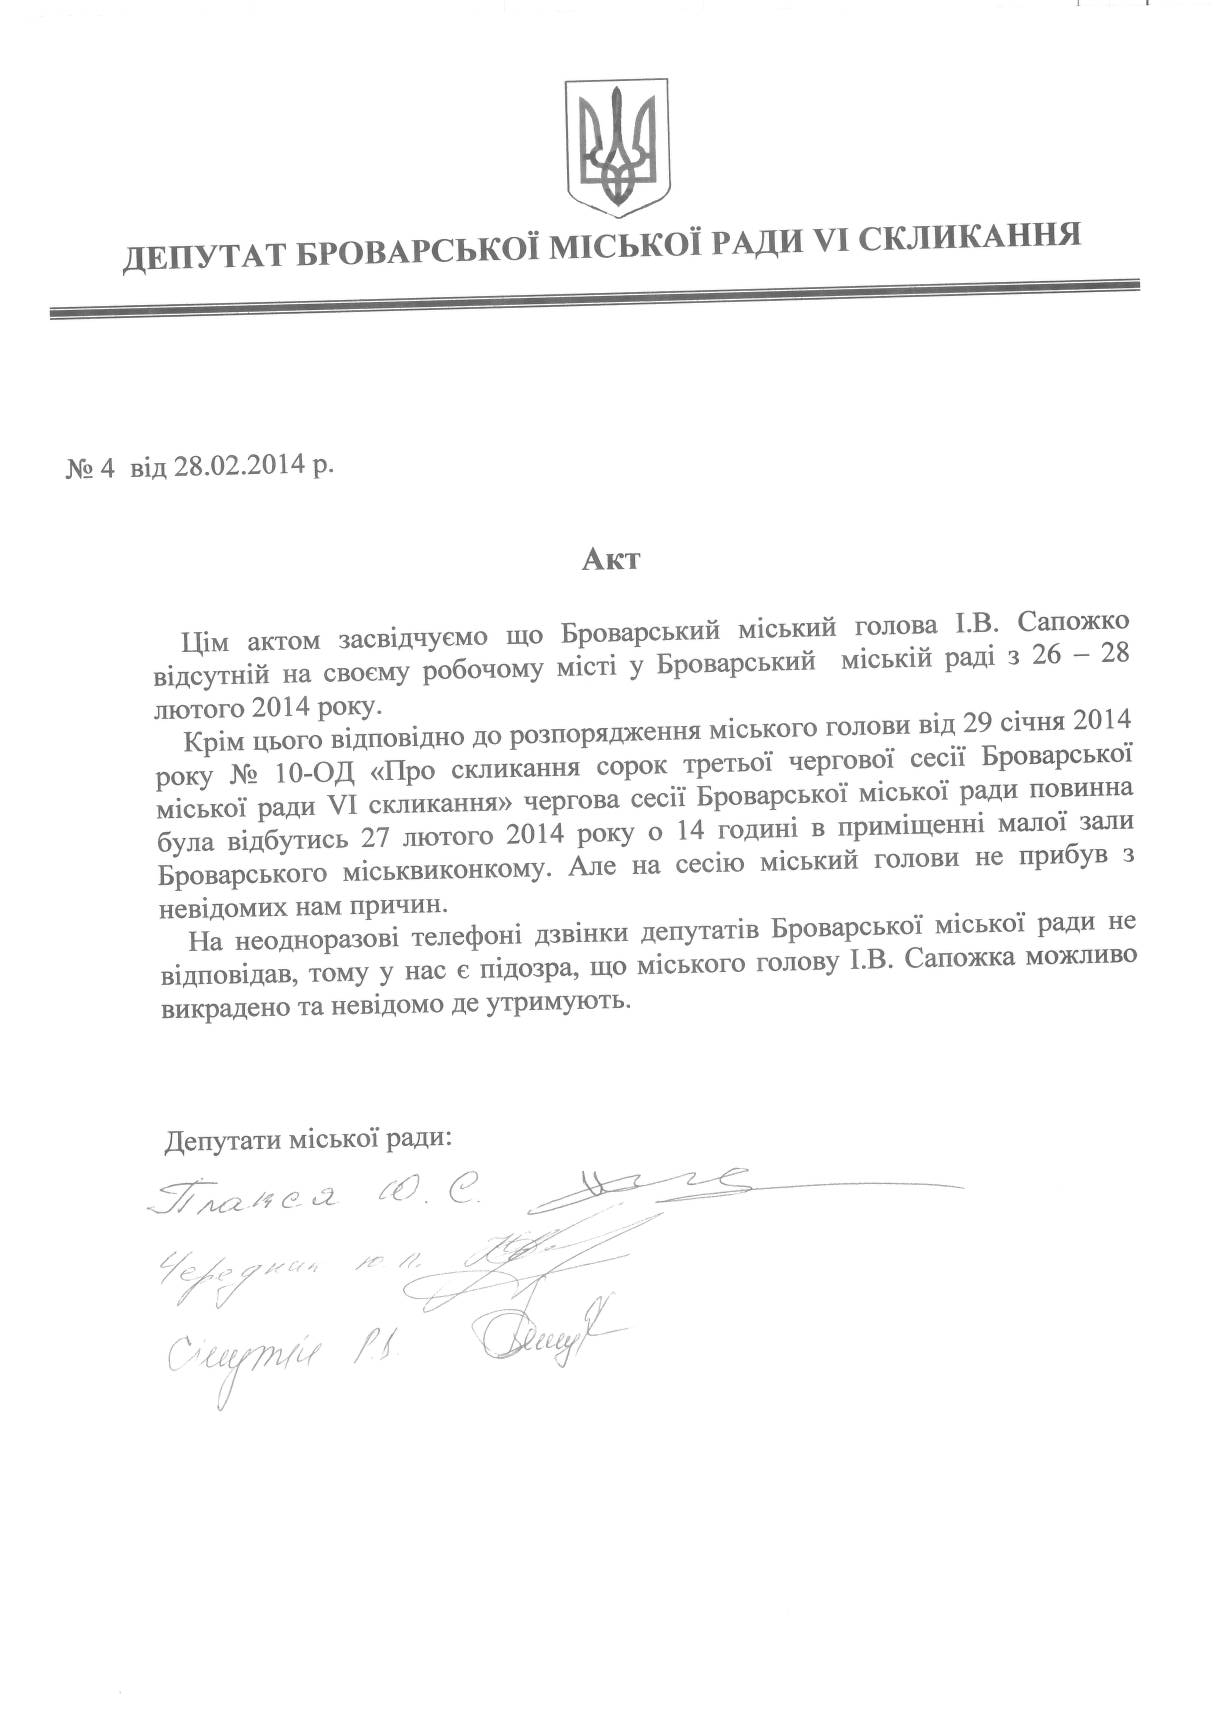 ДЕПУТАТ БРОВАРСЬКОЇ МІСЬКОЇ РАДИ VI СКЛИКАННЯ
№ 4 від 28.02.2014 р.
Акт
Цім актом засвідчуємо що Броварський міський голова І.В. Сапожко
відсутній на своєму робочому місті у Броварський міській раді з 26 – 28
лютого 2014 року.
Крім цього відповідно до розпорядження міського голови від 29 січня 2014
року № 10-ОД «Про скликання сорок третьої чергової сесії Броварської
міської ради VI скликання» чергова сесії Броварської міської ради повинна
була відбутись 27 лютого 2014 року о 14 годині в приміщенні малої зали
Броварського міськвиконкому. Але на сесію міський голови не прибув з
невідомих нам причин.
На неодноразові телефоні дзвінки депутатів Броварської міської ради не
відповідав, тому у нас є підозра, що міського голову І.В. Сапожка можливо
викрадено та невідомо де утримують.
Депутати міської ради:
Плакся Ю. С.
Ю.П.
Сімутін Р.В.